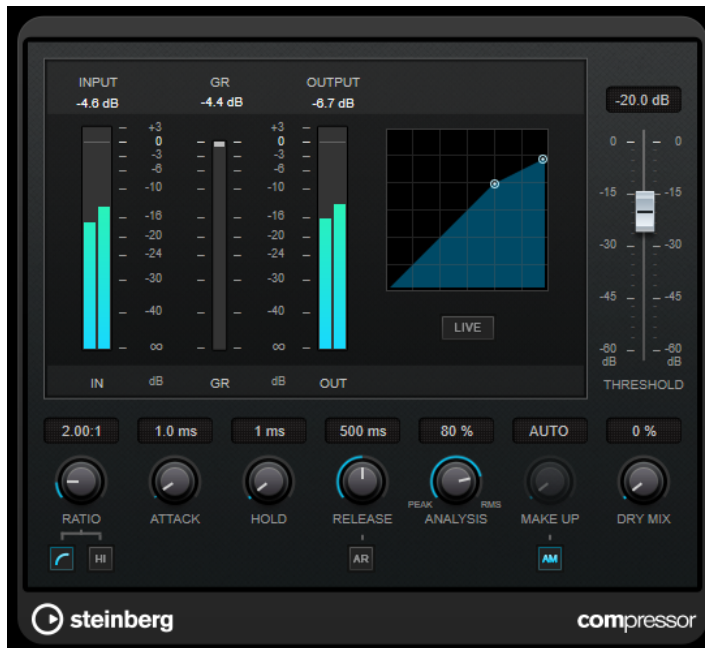 INPUT GR OUTPUT
-4.6 dB -4.4 dB -6.7 dB
-20.0 dB
+3 +3
0 0
-3 -3
-6 -6
-10 -10
-16 -16
-20 -20
-24 -24
-30 -30
-40 -40
∞ ∞
IN dB GR dB OUT
LIVE
0 0
-15 -15
-30 -30
-45 -45
-60 -60
dB dB
THRESHOLD
2.00:1 1.0 ms 1 ms 500 ms 80 % AUTO 0 %
PEAK RMS
RATIO ATTACK HOLD RELEASE ANALYSIS MAKE UP DRY MIX
HI AR AM
steinberg compressor